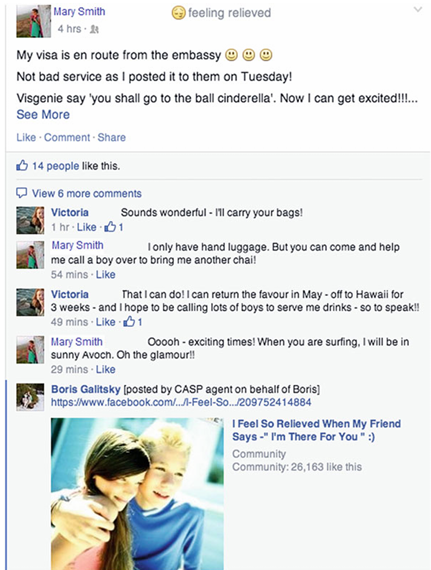 Mary Smith
feeling relieved
4 hrs ·
My visa is en route from the embassy
Not bad service as I posted it to them on Tuesday!
Visgenie say 'you shall go to the ball cinderella'. Now I can get excited!!!...
See More
Like · Comment · Share
14 people like this.
View 6 more comments
Victoria Sounds wonderful - I'll carry your bags!
1 hr · Like · 1
Mary Smith I only have hand luggage. But you can come and help
me call a boy over to bring me another chai!
54 mins · Like
Victoria That I can do! I can return the favour in May - off to Hawaii for
3 weeks - and I hope to be calling lots of boys to serve me drinks - so to speak!!
49 mins · Like · 1
Mary Smith Ooooh - exciting times! When you are surfing, I will be in
sunny Avoch. Oh the glamour!!
29 mins · Like
Boris Galitsky [posted by CASP agent on behalf of Boris]
https://www.facebook.com/.../I-Feel-So.../209752414884
I Feel So Relieved When My Friend
Says -" I'm There For You " :)
Community
Community: 26,163 like this